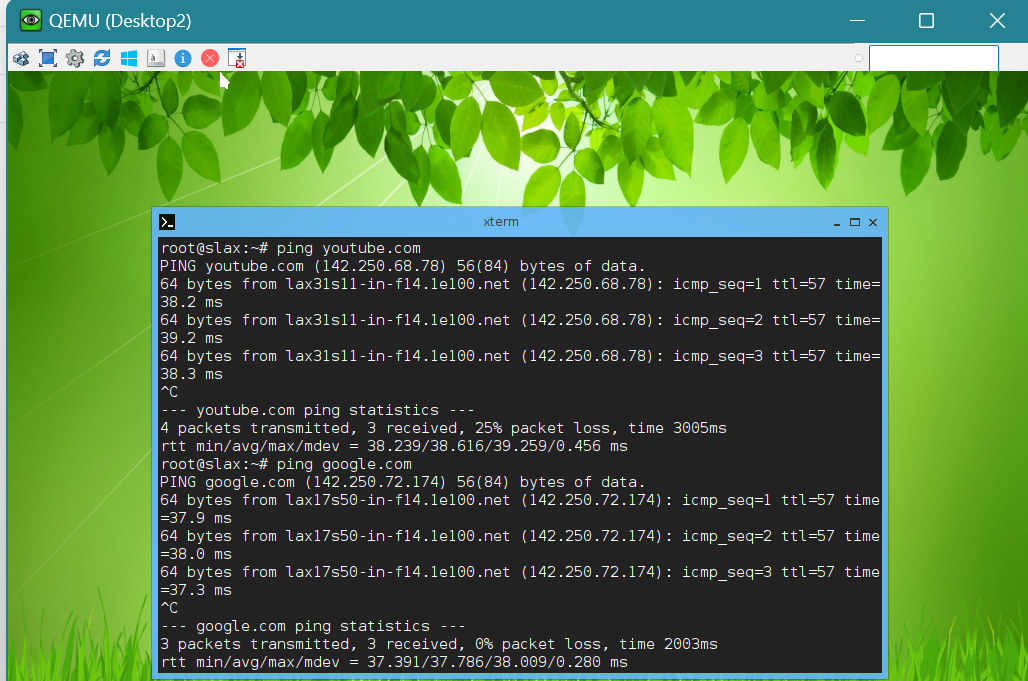 QEMU (Desktop2)
xterm
root@slax:~# ping youtube.com
PING youtube.com (142.250.68.78) 56(84) bytes of data.
64 bytes from lax31s11-in-f14.1e100.net (142.250.68.78): icmp_seq=1 ttl=57 time=
38.2 ms
64 bytes from lax31s11-in-f14.1e100.net (142.250.68.78): icmp_seq=2 ttl=57 time=
39.2 ms
64 bytes from lax31s11-in-f14.1e100.net (142.250.68.78): icmp_seq=3 ttl=57 time=
38.3 ms
^C
--- youtube.com ping statistics ---
4 packets transmitted, 3 received, 25% packet loss, time 3005ms
rtt min/avg/max/mdev = 38.239/38.616/39.259/0.456 ms
root@slax:~# ping google.com
PING google.com (142.250.72.174) 56(84) bytes of data.
64 bytes from lax17s50-in-f14.1e100.net (142.250.72.174): icmp_seq=1 ttl=57 time
=37.9 ms
64 bytes from lax17s50-in-f14.1e100.net (142.250.72.174): icmp_seq=2 ttl=57 time
=38.0 ms
64 bytes from lax17s50-in-f14.1e100.net (142.250.72.174): icmp_seq=3 ttl=57 time
=37.3 ms
^C
--- google.com ping statistics ---
3 packets transmitted, 3 received, 0% packet loss, time 2003ms
rtt min/avg/max/mdev = 37.391/37.786/38.009/0.280 ms